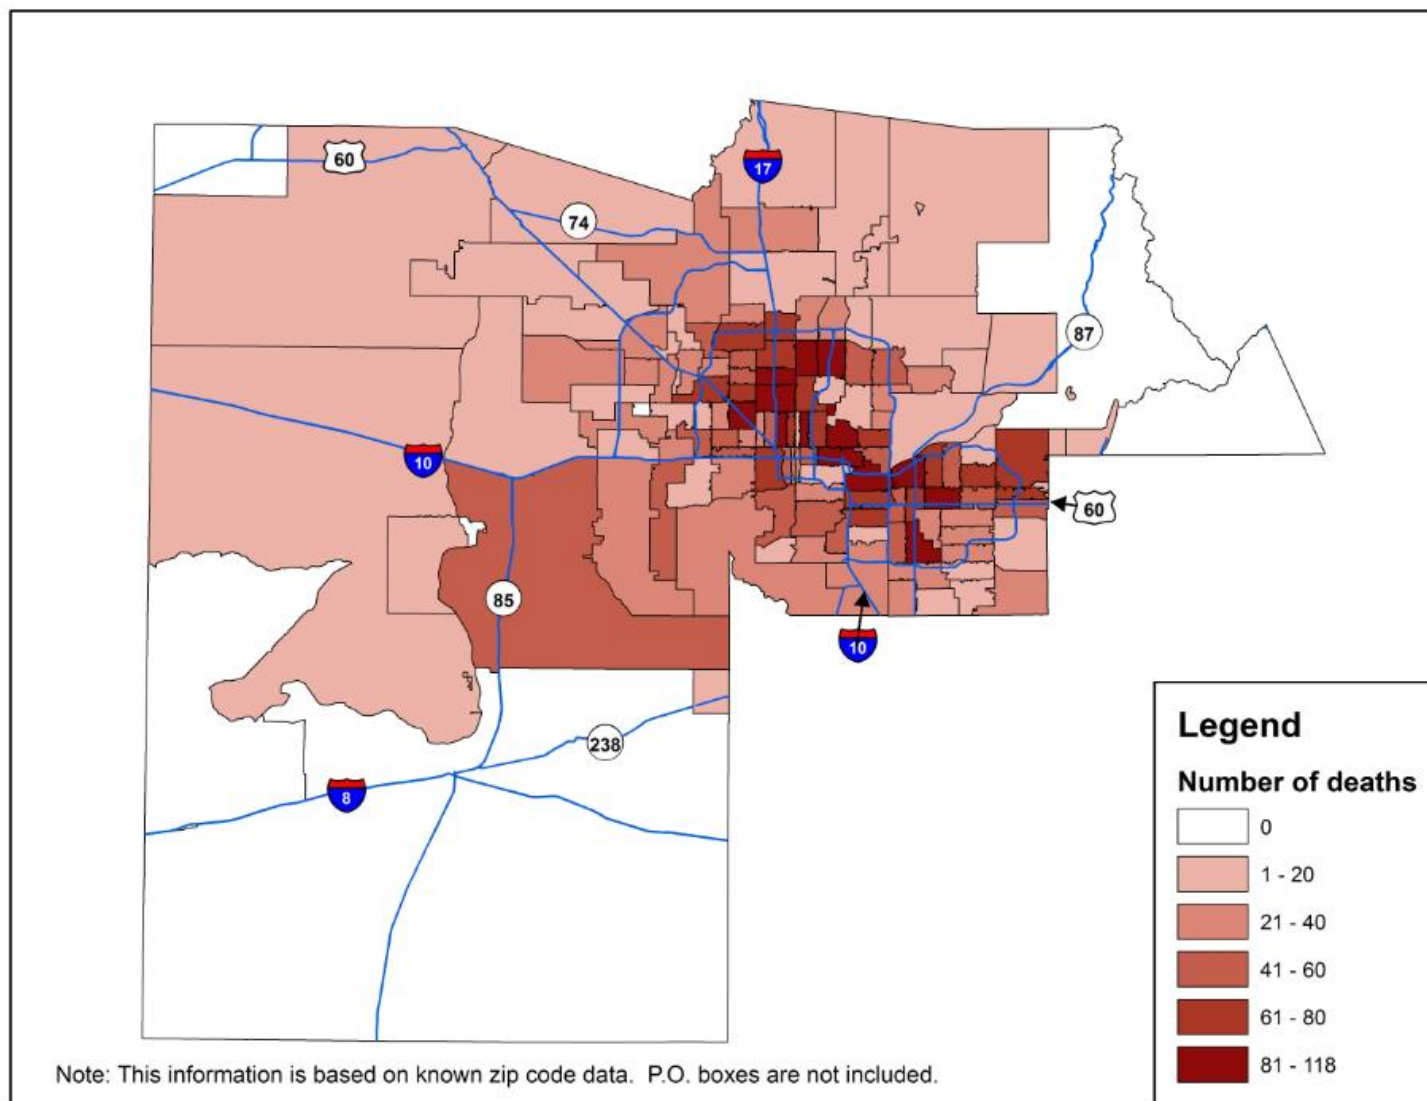 60
17
74
87
10
60
85
10
238
8
Legend
Number of deaths
0
1 - 20
21 - 40
41 - 60
61 - 80
81 - 118
Note: This information is based on known zip code data. P.O. boxes are not included.